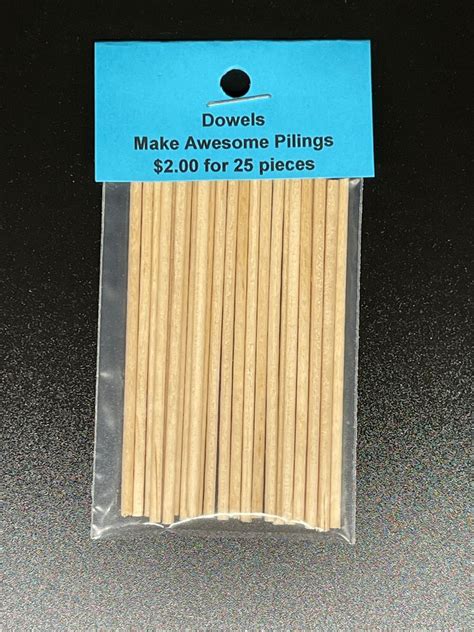 Dowels
Make Awesome Pilings
$2.00 for 25 pieces